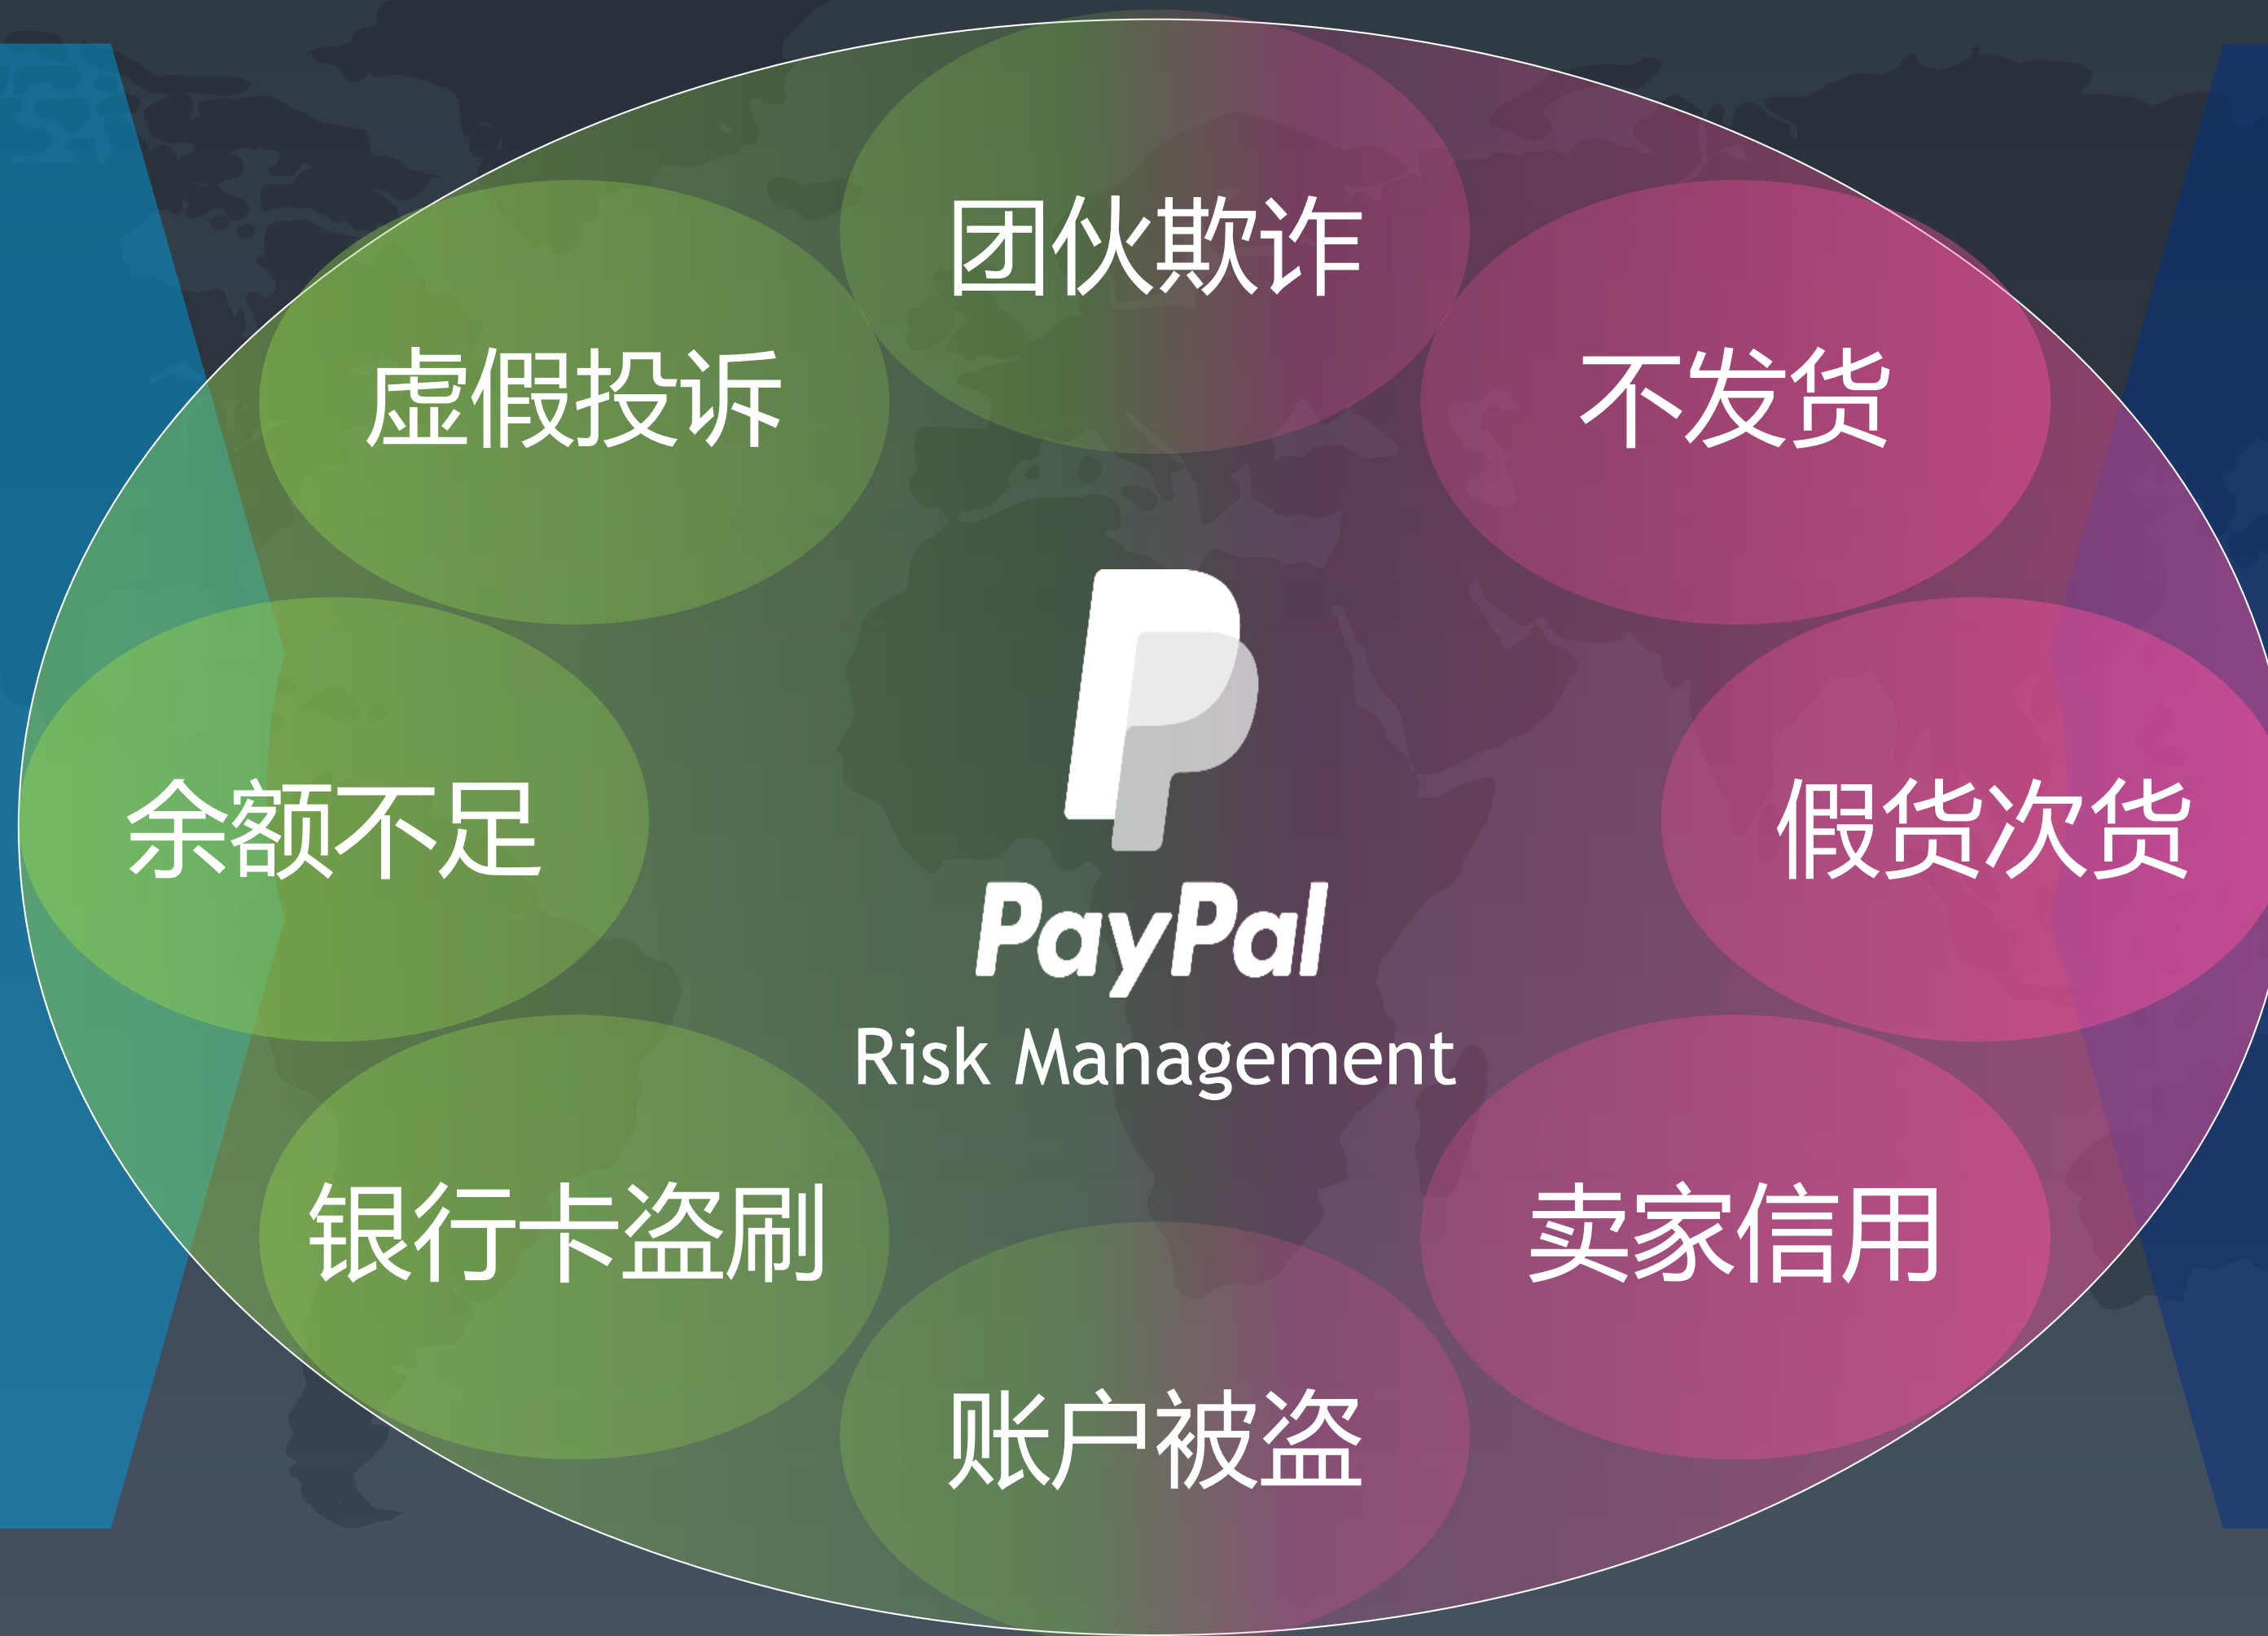 团伙欺诈
虚假投诉
不发货
余额不足
假货次货
PayPal
Risk Management
银行卡盗刷
卖家信用
账户被盗